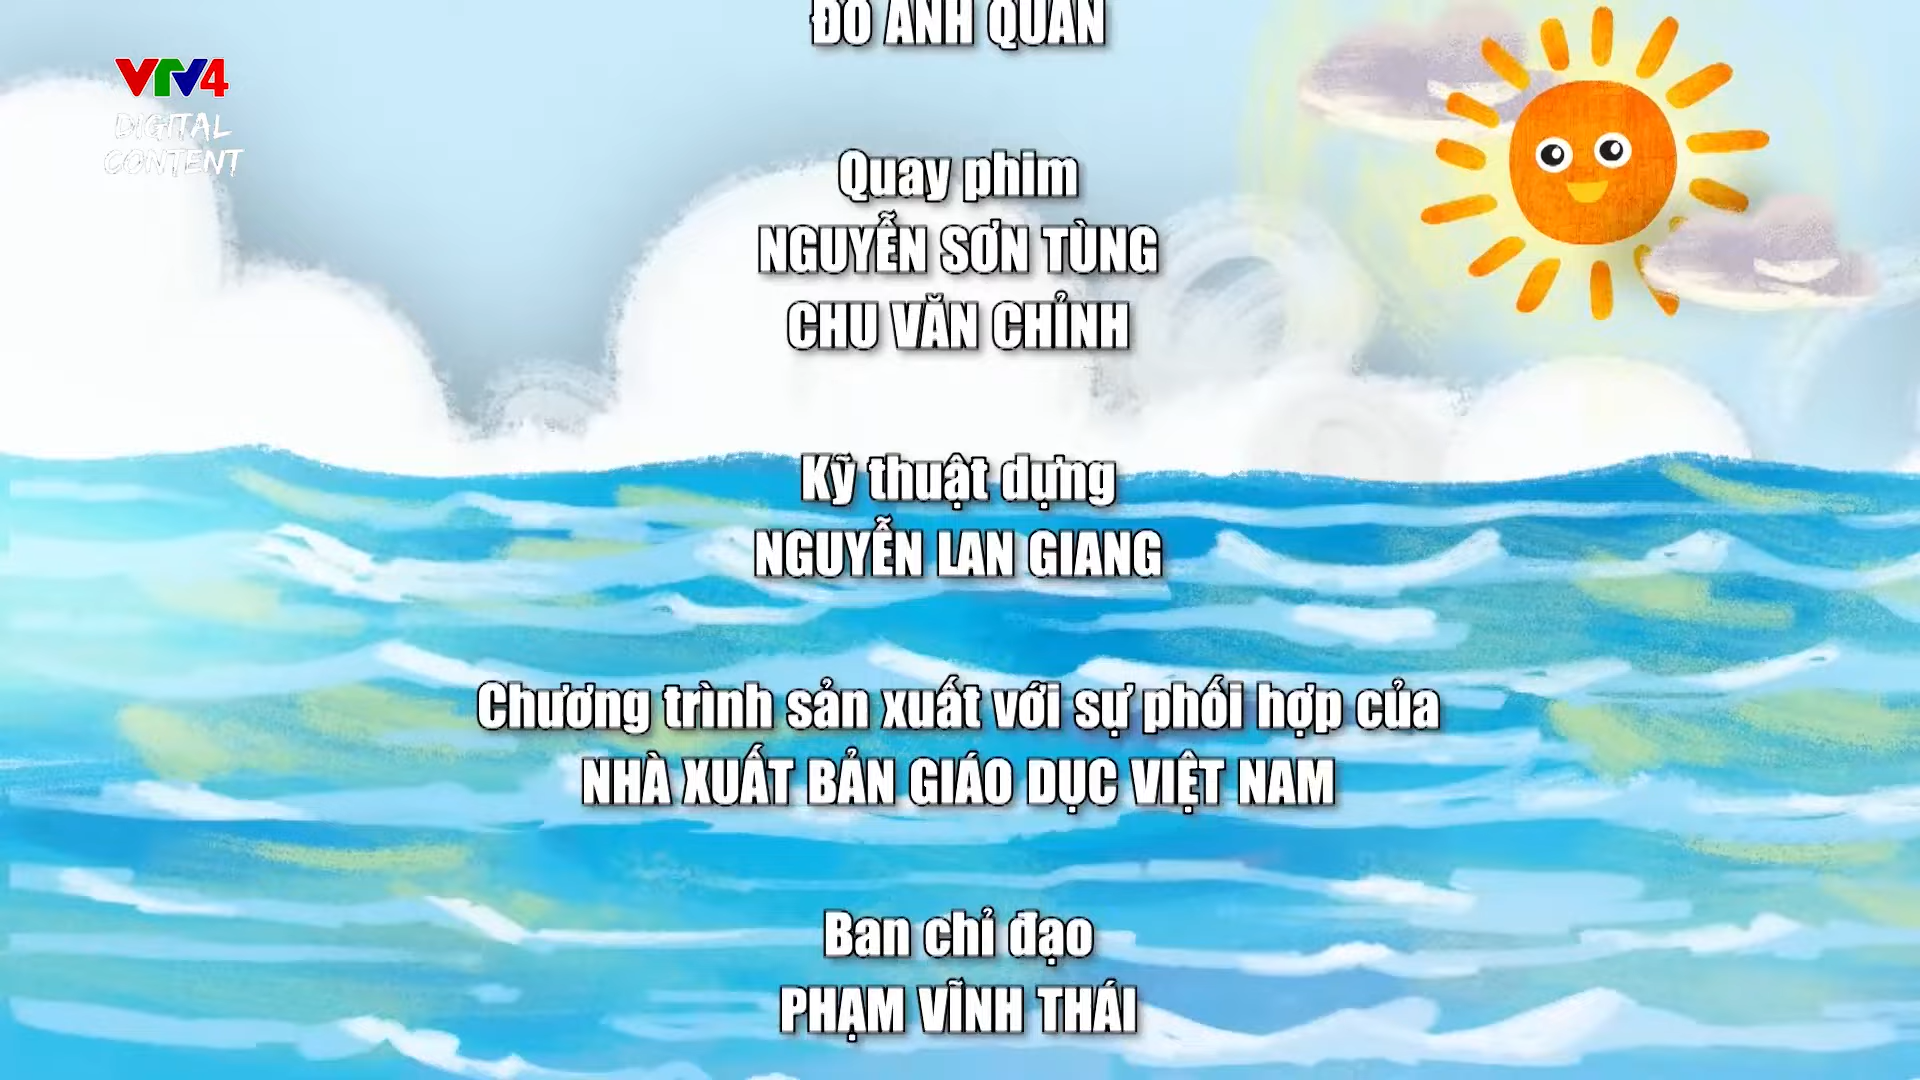 VTV4
DIGITAL
CONTENT
ANH
Quay phim
NGUYỄN SƠN TÙNG
CHU VĂN CHỈNH
Kỹ thuật dựng
NGUYỄN LAN GIANG
Chương trình sản xuất với sự phối hợp của
NHÀ XUẤT BẢN GIÁO DỤC VIỆT NAM
Ban chỉ đạo
PHẠM VĨNH THÁI